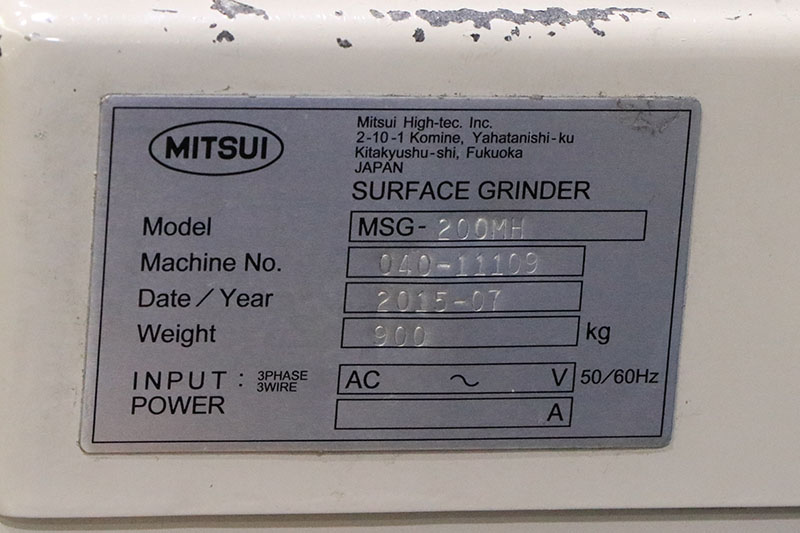 MITSUI
Mitsui High-tec. Inc.
2-10-1 Komine, Yahatanishi-ku
Kitakyushu-shi, Fukuoka
JAPAN
SURFACE GRINDER
Model MSG-200MH
Machine No. 040-11109
Date/Year 2015-07
Weight 900 kg
INPUT : 3PHASE 3WIRE AC ~ V 50/60Hz
POWER A